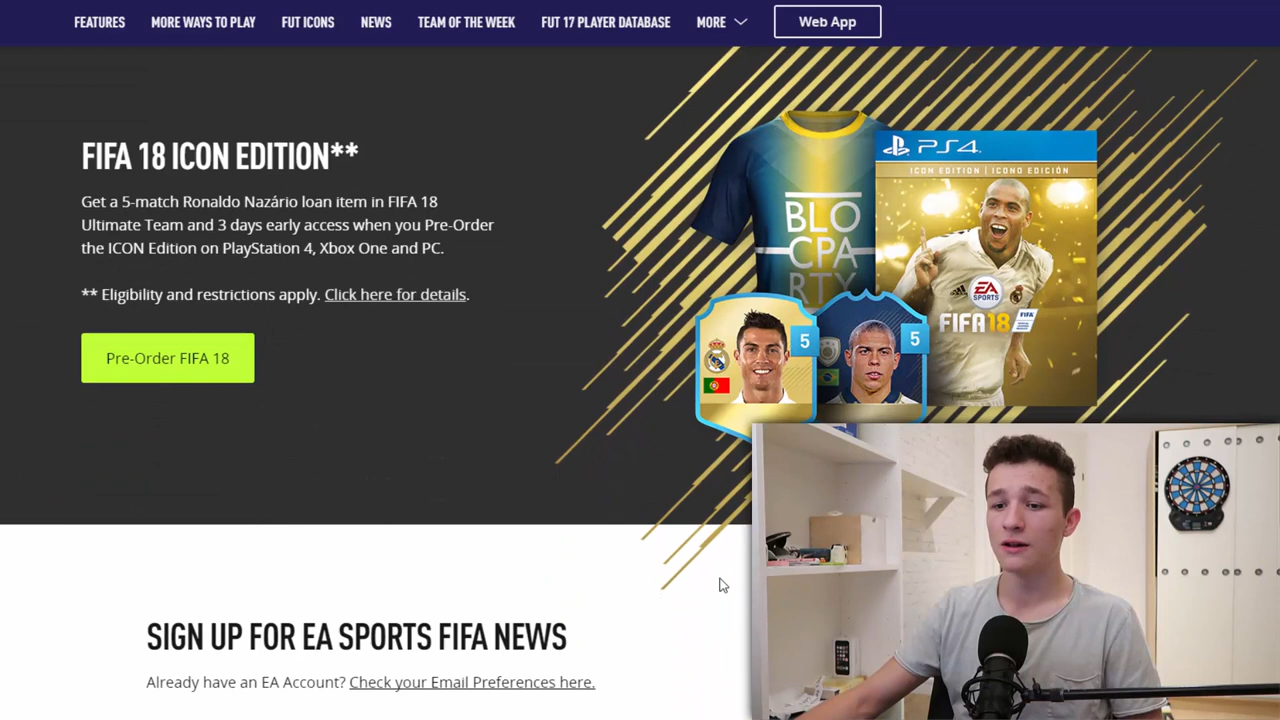 FEATURES MORE WAYS TO PLAY FUT ICONS NEWS TEAM OF THE WEEK FUT 17 PLAYER DATABASE MORE Web App
FIFA 18 ICON EDITION**
Get a 5-match Ronaldo Nazário loan item in FIFA 18
Ultimate Team and 3 days early access when you Pre-Order
the ICON Edition on PlayStation 4, Xbox One and PC.
** Eligibility and restrictions apply. Click here for details.
Pre-Order FIFA 18
BLO
CPA
RTY
PS4
ICON EDITION | ICONO EDICIÓN
EA
SPORTS
FIFA18
FIFA
5
5
SIGN UP FOR EA SPORTS FIFA NEWS
Already have an EA Account? Check your Email Preferences here.